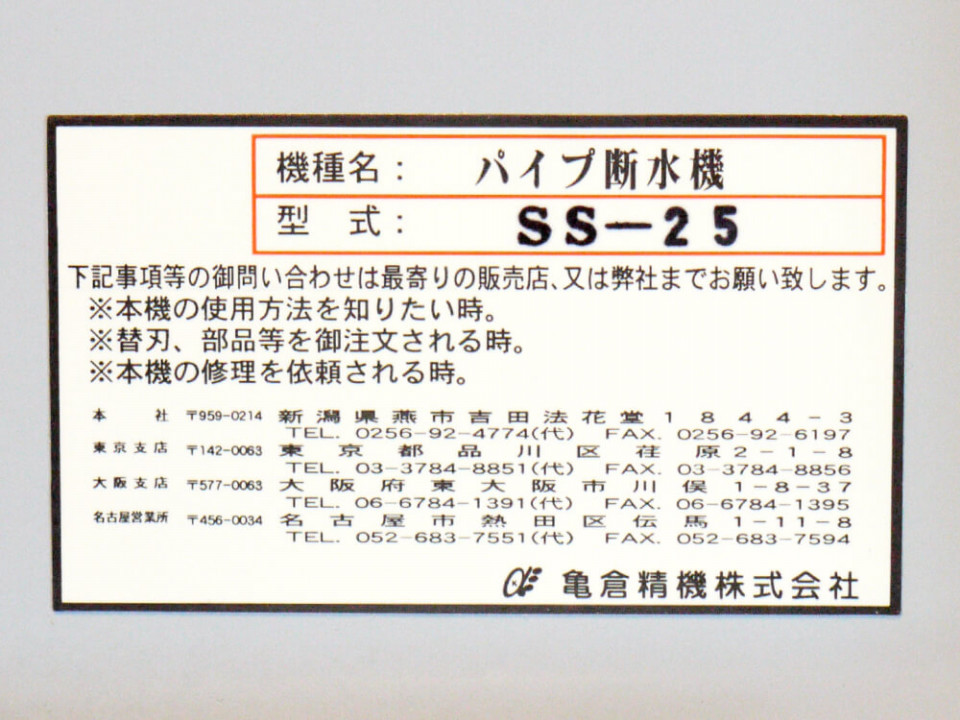 機種名： パイプ断水機
型 式： SS－25
下記事項等の御問い合わせは最寄りの販売店、又は弊社までお願い致します。
※本機の使用方法を知りたい時。
※替刃、部品等を御注文される時。
※本機の修理を依頼される時。
本 社 〒959-0214 新潟県燕市吉田法花堂1844-3
TEL. 0256-92-4774(代) FAX. 0256-92-6197
東京支店 〒142-0063 東京都品川区荏原2-1-8
TEL. 03-3784-8851(代) FAX. 03-3784-8856
大阪支店 〒577-0063 大阪府東大阪市川俣1-8-37
TEL. 06-6784-1391(代) FAX. 06-6784-1395
名古屋営業所 〒456-0034 名古屋市熱田区伝馬1-11-8
TEL. 052-683-7551(代) FAX. 052-683-7594
亀倉精機株式会社